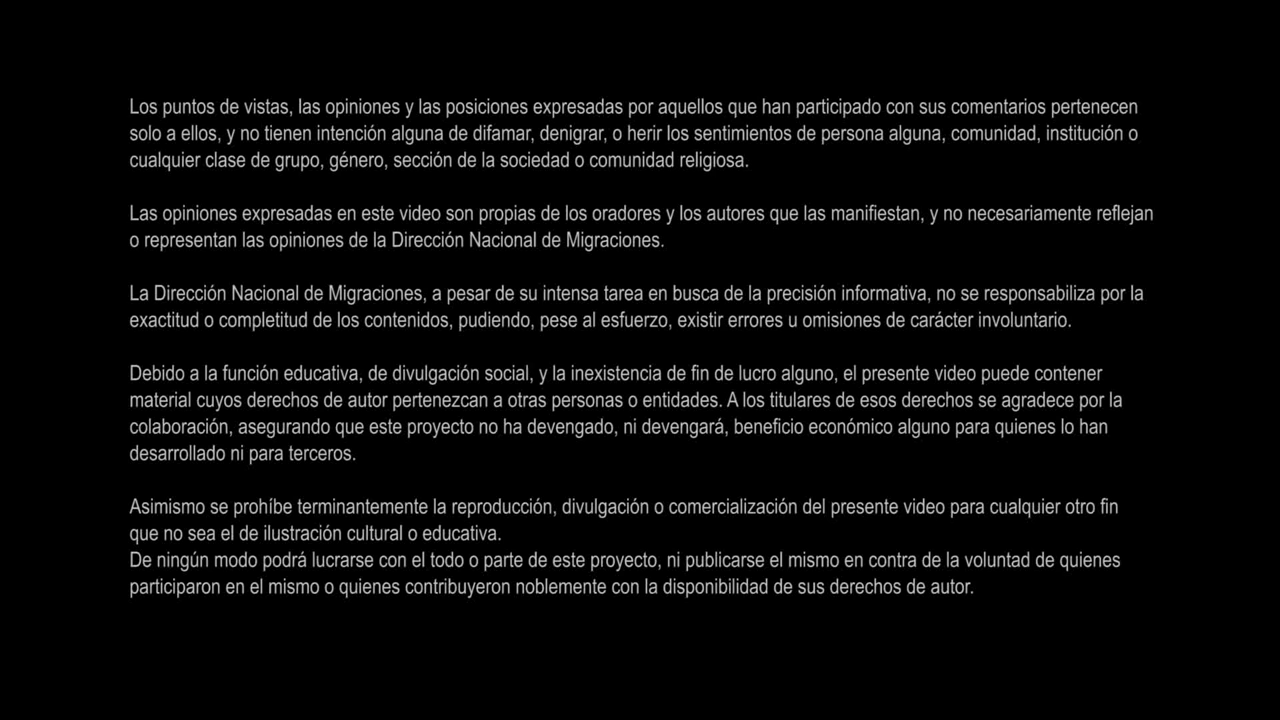 Los puntos de vistas, las opiniones y las posiciones expresadas por aquellos que han participado con sus comentarios pertenecen
solo a ellos, y no tienen intención alguna de difamar, denigrar, o herir los sentimientos de persona alguna, comunidad, institución o
cualquier clase de grupo, género, sección de la sociedad o comunidad religiosa.
Las opiniones expresadas en este video son propias de los oradores y los autores que las manifiestan, y no necesariamente reflejan
o representan las opiniones de la Dirección Nacional de Migraciones.
La Dirección Nacional de Migraciones, a pesar de su intensa tarea en busca de la precisión informativa, no se responsabiliza por la
exactitud o completitud de los contenidos, pudiendo, pese al esfuerzo, existir errores u omisiones de carácter involuntario.
Debido a la función educativa, de divulgación social, y la inexistencia de fin de lucro alguno, el presente video puede contener
material cuyos derechos de autor pertenezcan a otras personas o entidades. A los titulares de esos derechos se agradece por la
colaboración, asegurando que este proyecto no ha devengado, ni devengará, beneficio económico alguno para quienes lo han
desarrollado ni para terceros.
Asimismo se prohíbe terminantemente la reproducción, divulgación o comercialización del presente video para cualquier otro fin
que no sea el de ilustración cultural o educativa.
De ningún modo podrá lucrarse con el todo o parte de este proyecto, ni publicarse el mismo en contra de la voluntad de quienes
participaron en el mismo o quienes contribuyeron noblemente con la disponibilidad de sus derechos de autor.